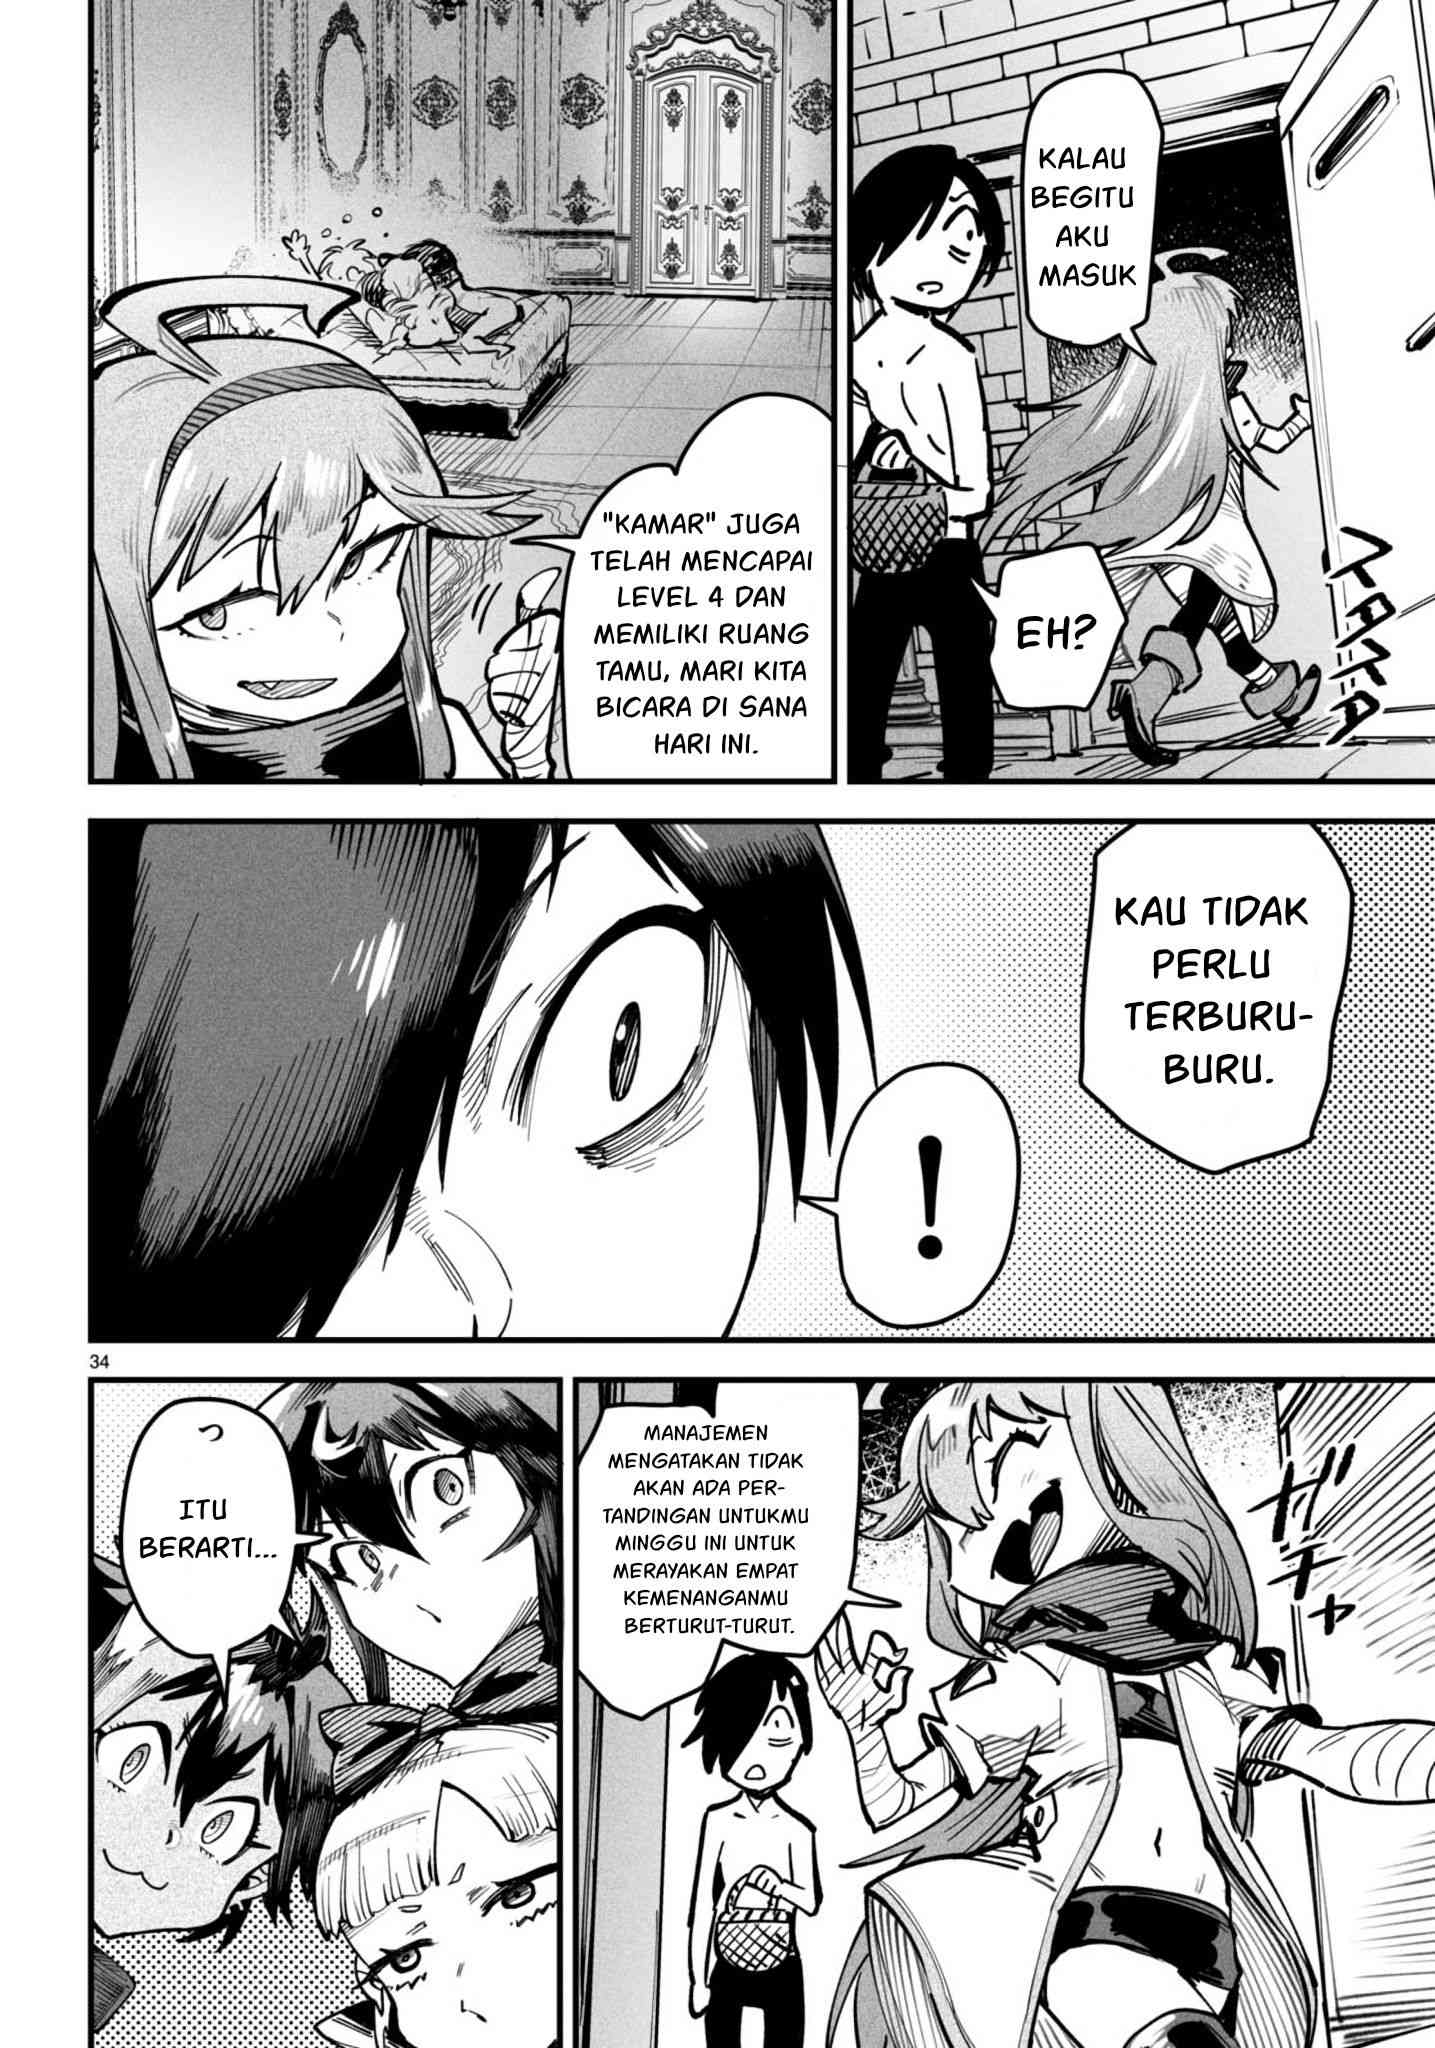 KALAU
BEGITU
AKU
MASUK
EH?
"KAMAR" JUGA
TELAH MENCAPAI
LEVEL 4 DAN
MEMILIKI RUANG
TAMU, MARI KITA
BICARA DI SANA
HARI INI.
KAU TIDAK
PERLU
TERBURU-
BURU.
!
34
MANAJEMEN
MENGATAKAN TIDAK
AKAN ADA PER-
TANDINGAN UNTUKMU
MINGGU INI UNTUK
MERAYAKAN EMPAT
KEMENANGANMU
BERTURUT-TURUT.
っ
ITU
BERARTI...